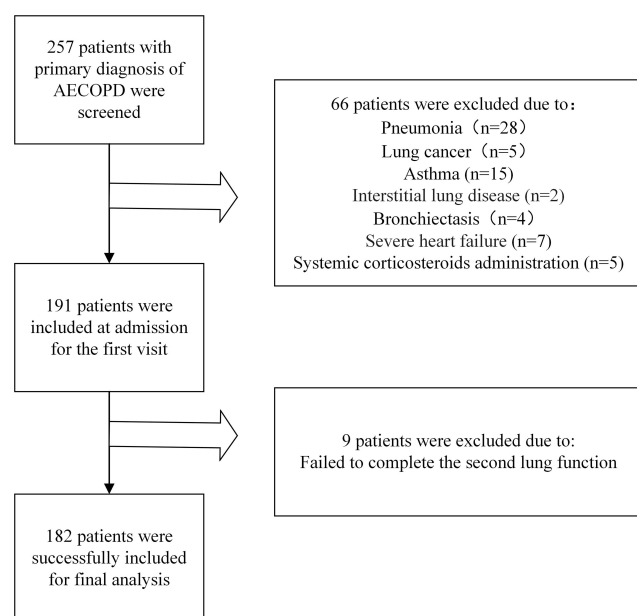 257 patients with
primary diagnosis of
AECOPD were
screened
66 patients were excluded due to：
Pneumonia（n=28）
Lung cancer（n=5）
Asthma (n=15)
Interstitial lung disease (n=2)
Bronchiectasis（n=4）
Severe heart failure (n=7)
Systemic corticosteroids administration (n=5)
191 patients were
included at admission
for the first visit
9 patients were excluded due to:
Failed to complete the second lung function
182 patients were
successfully included
for final analysis